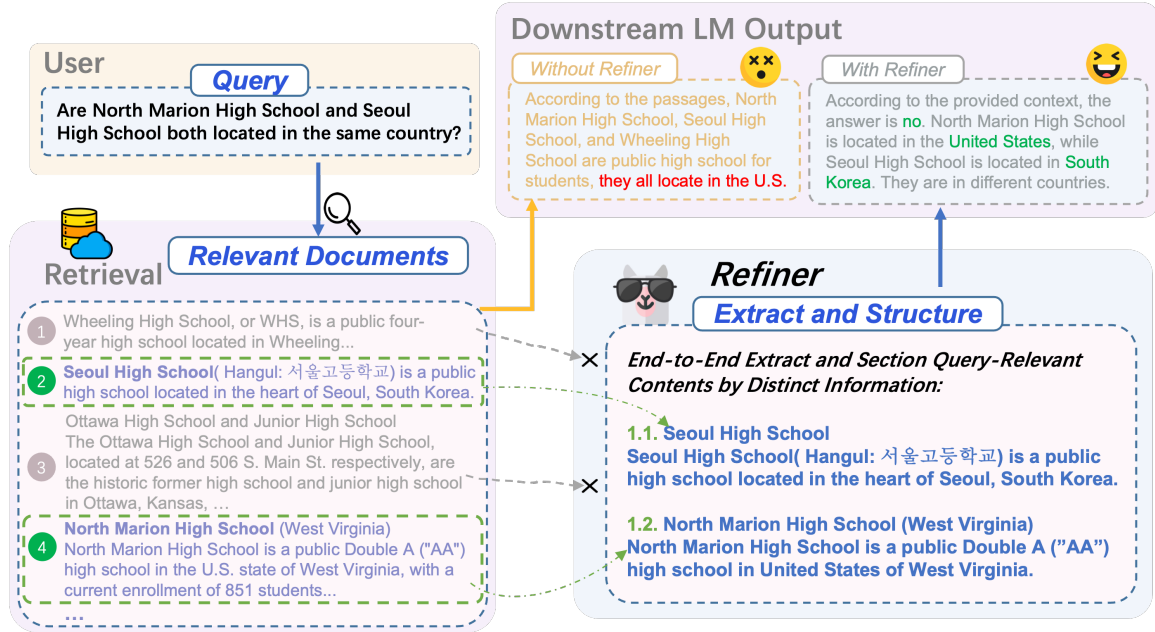 User
Query
Are North Marion High School and Seoul
High School both located in the same country?
Downstream LM Output
Without Refiner
According to the passages, North
Marion High School, Seoul High
School, and Wheeling High
School are public high school for
students, they all locate in the U.S.
With Refiner
According to the provided context, the
answer is no. North Marion High School
is located in the United States, while
Seoul High School is located in South
Korea. They are in different countries.
Retrieval
Relevant Documents
1
Wheeling High School, or WHS, is a public four-
year high school located in Wheeling...
2
Seoul High School( Hangul: 서울고등학교) is a public
high school located in the heart of Seoul, South Korea.
3
Ottawa High School and Junior High School
The Ottawa High School and Junior High School,
located at 526 and 506 S. Main St. respectively, are
the historic former high school and junior high school
in Ottawa, Kansas, …
4
North Marion High School (West Virginia)
North Marion High School is a public Double A ("AA")
high school in the U.S. state of West Virginia, with a
current enrollment of 851 students...
...
Refiner
Extract and Structure
End-to-End Extract and Section Query-Relevant
Contents by Distinct Information:
1.1. Seoul High School
Seoul High School( Hangul: 서울고등학교) is a public
high school located in the heart of Seoul, South Korea.
1.2. North Marion High School (West Virginia)
North Marion High School is a public Double A (”AA”)
high school in United States of West Virginia.